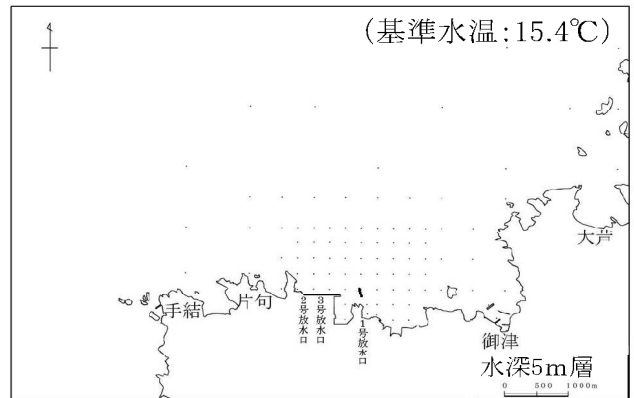 (基準水温:15.4℃)
大芦
手結
片句
2号放水口
3号放水口
1号放水口
御津
水深5m層
0 500 1000m